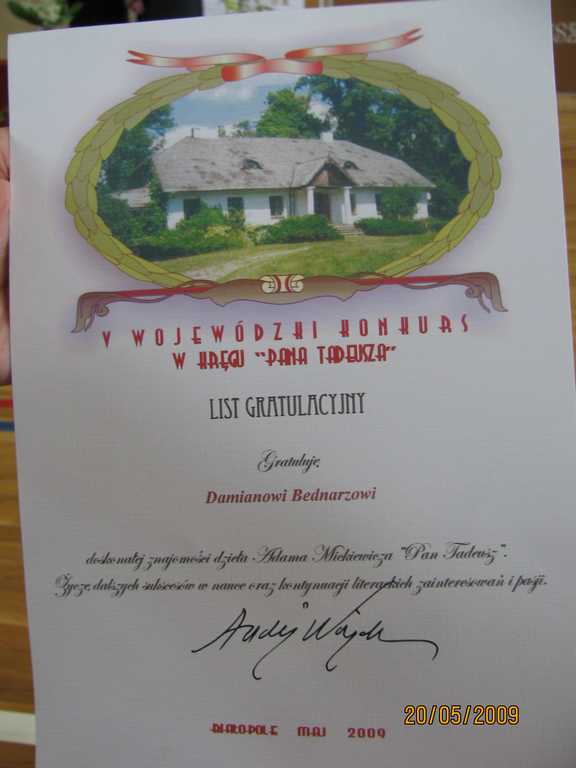 V WOJEWÓDZKI KONKURS
W KRĘGU "PANA TADEUSZA"
LIST GRATULACYJNY
Gratuluję
Damianowi Bednarzowi
doskonałej znajomości dzieła Adama Mickiewicza "Pan Tadeusz".
Życzę dalszych sukcesów w nauce oraz kontynuacji literackich zainteresowań i pasji.
BIAŁOPOLE MAJ 2009
20/05/2009